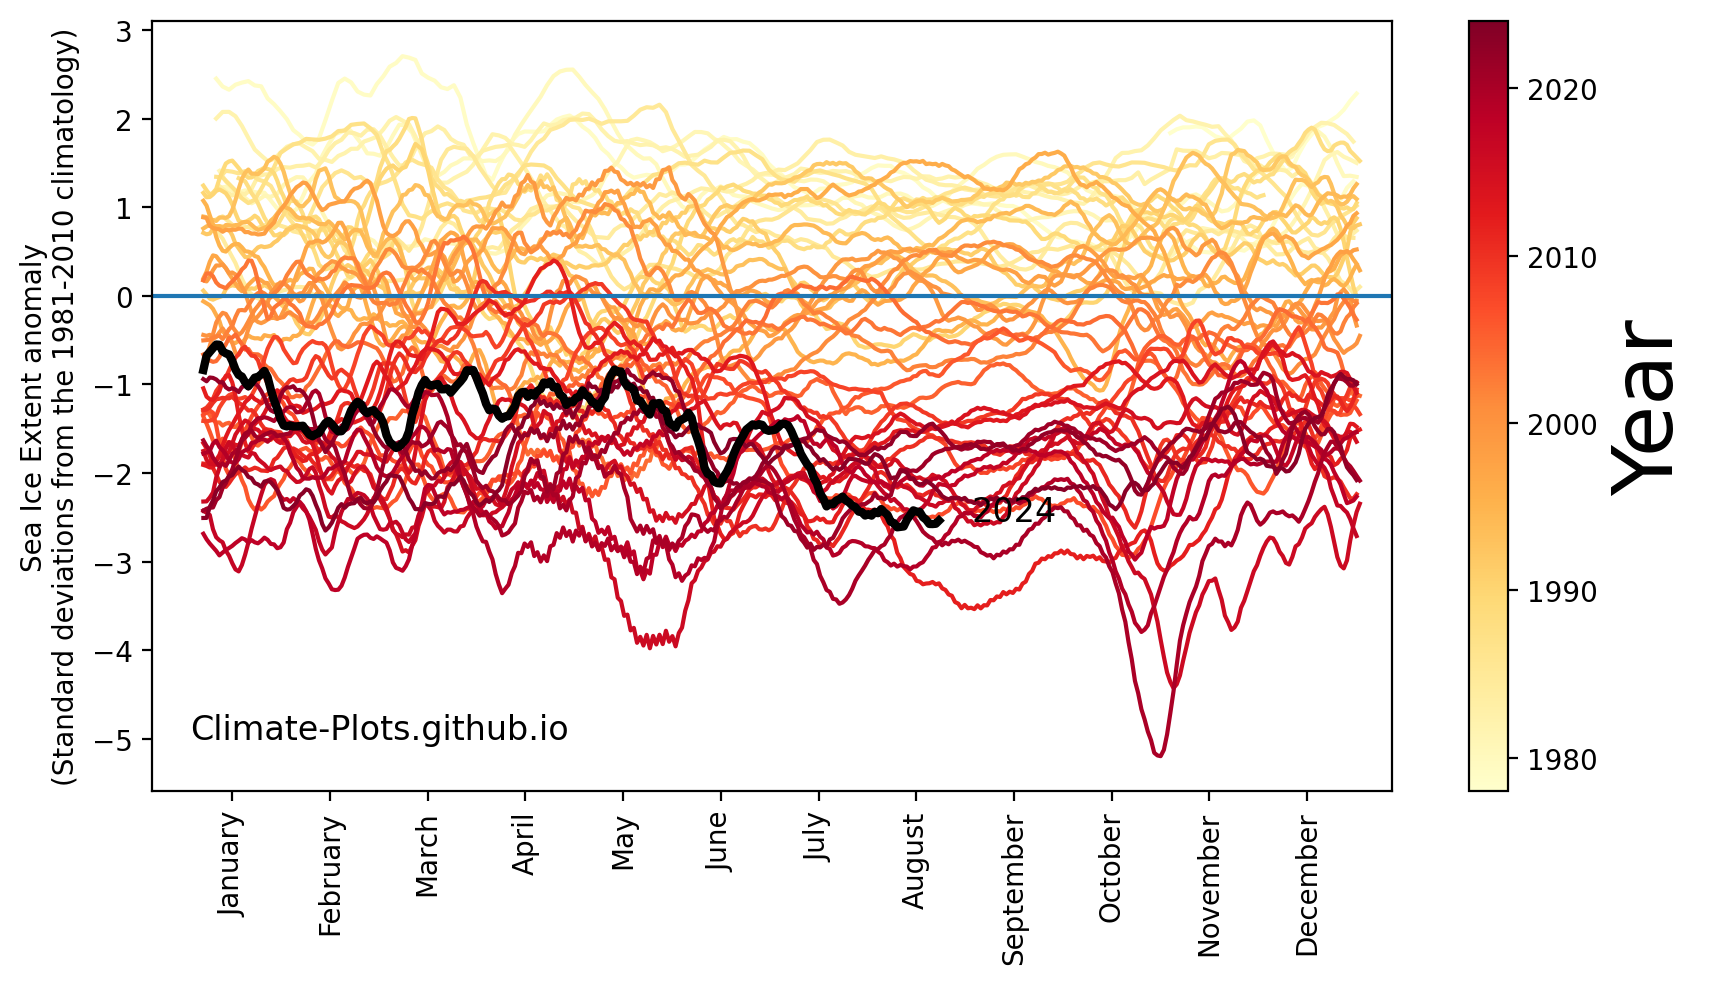 Sea Ice Extent anomaly
(Standard deviations from the 1981-2010 climatology)
3
2
1
0
−1
−2
−3
−4
−5
2024
Climate-Plots.github.io
January
February
March
April
May
June
July
August
September
October
November
December
2020
2010
2000
1990
1980
Year